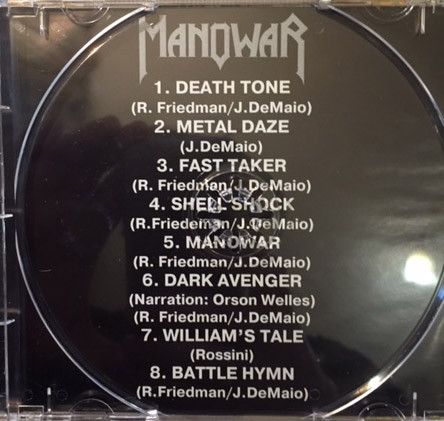 MANOWAR
1. DEATH TONE
(R. Friedman/J.DeMaio)
2. METAL DAZE
(J.DeMaio)
3. FAST TAKER
(R. Friedman/J.DeMaio)
4. SHELL SHOCK
(R.Friedeman/J.DeMaio)
5. MANOWAR
(R. Friedman/J.DeMaio)
6. DARK AVENGER
(Narration: Orson Welles)
(R. Friedman/J.DeMaio)
7. WILLIAM'S TALE
(Rossini)
8. BATTLE HYMN
(R.Friedman/J.DeMaio)